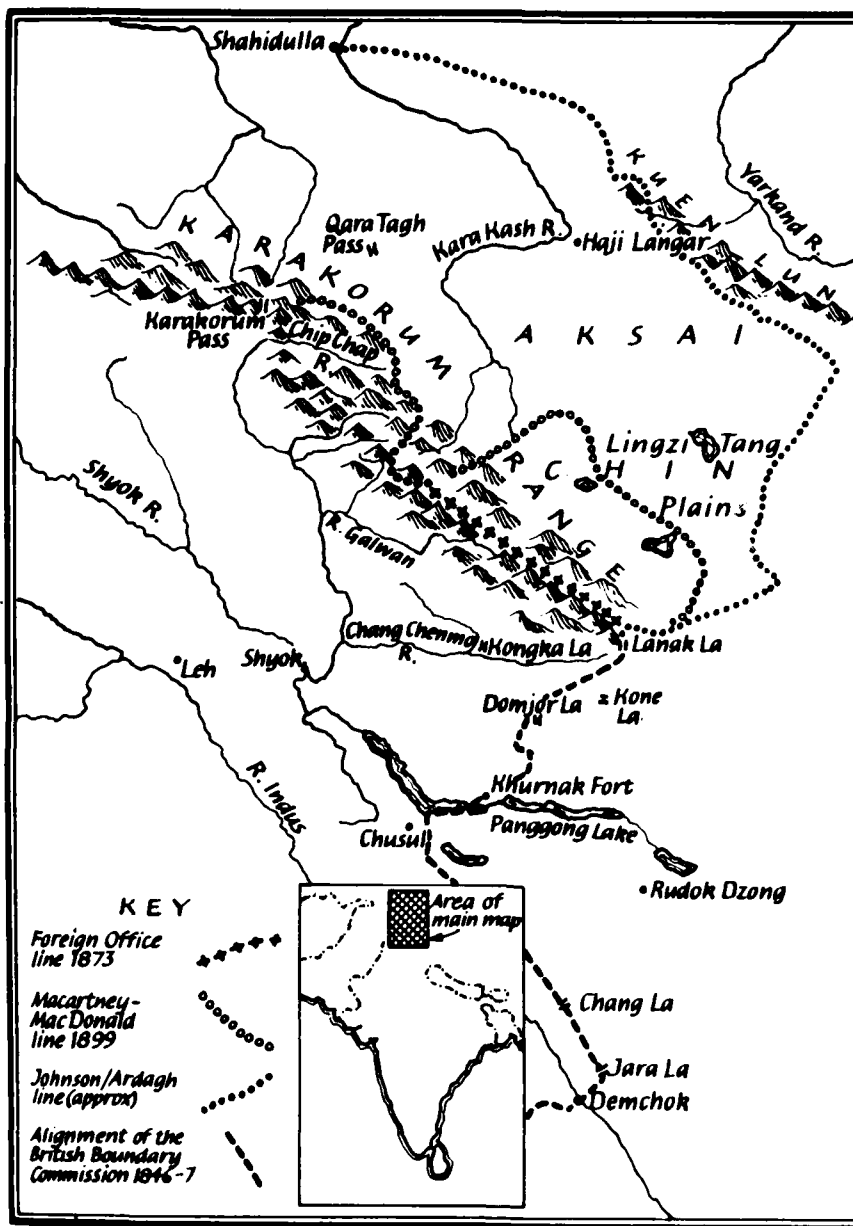 Shahidulla
KUEN LUN
Yarkand R.
KARAKORUM RANGE
Qara Tagh
Pass
Kara Kash R.
Haji Langar
Karakorum
Pass
Chip Chap
R.
AKSAI
CHIN
Lingzi Tang
Plains
Shyok R.
R. Galwan
Chang Chenmo
R.
Kongka La
Lanak La
Leh
Shyok
Domjor La
Kone
La
R. Indus
Khurnak Fort
Panggong Lake
Chusul
Rudok Dzong
Chang La
Jara La
Demchok
KEY
Foreign Office
line 1873
Macartney-
MacDonald
line 1899
Johnson/Ardagh
line (approx)
Alignment of the
British Boundary
Commission 1846-7
Area of
main map